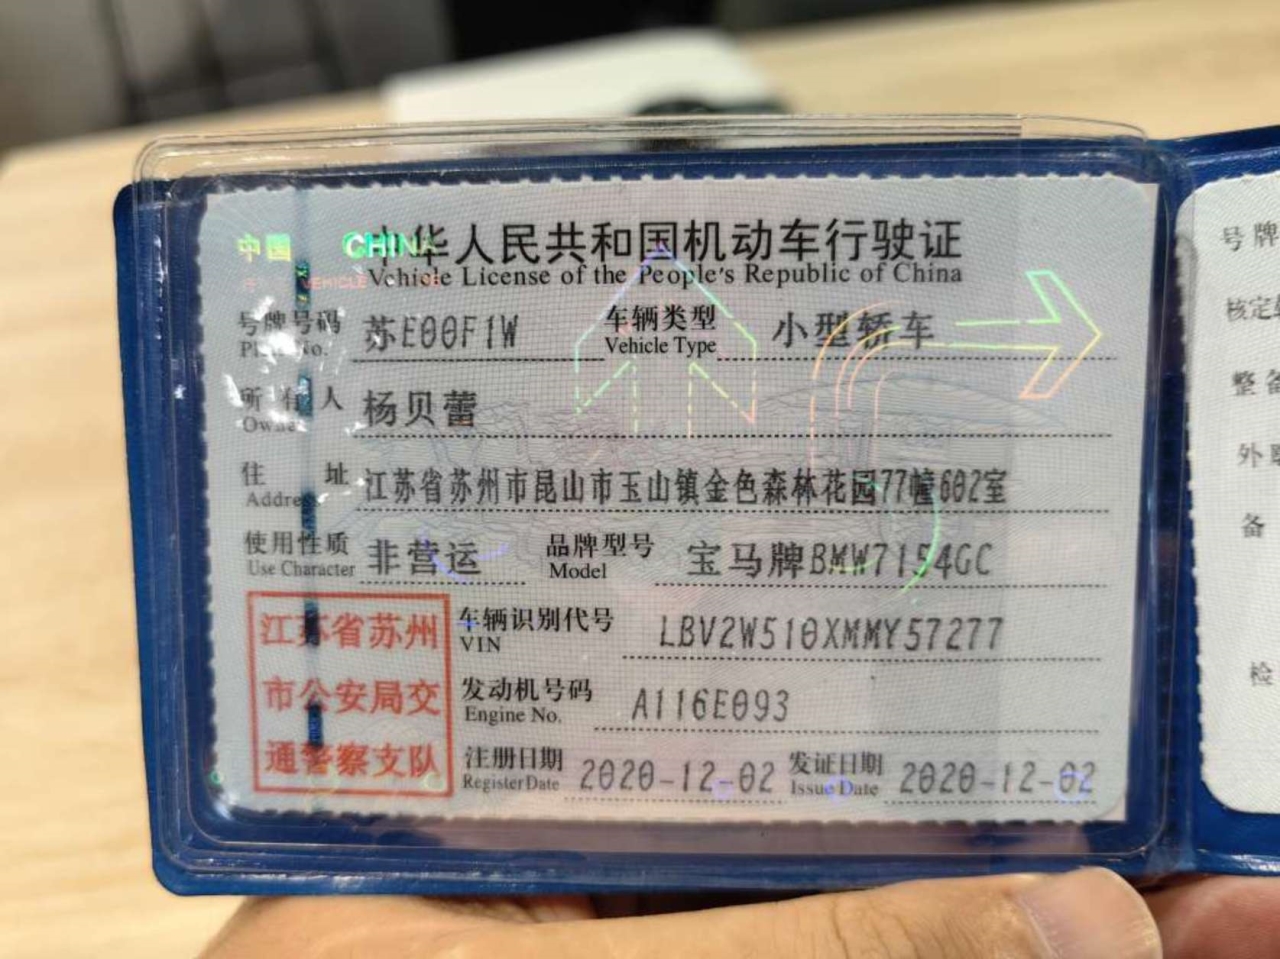 中国 CHINA
中华人民共和国机动车行驶证
Vehicle License of the People's Republic of China
号牌号码 苏E00F1W 车辆类型 小型轿车
Plate No. Vehicle Type
所有人 杨贝蕾
Owner
住址 江苏省苏州市昆山市玉山镇金色森林花园77幢602室
Address
使用性质 非营运 品牌型号 宝马牌BMW7154GC
Use Character Model
江苏省苏州
市公安局交
通警察支队
车辆识别代号 LBV2W510XMMY57277
VIN
发动机号码 A116E093
Engine No.
注册日期 2020-12-02 发证日期 2020-12-02
Register Date Issue Date
号牌
核定
整备
外廓
备
检